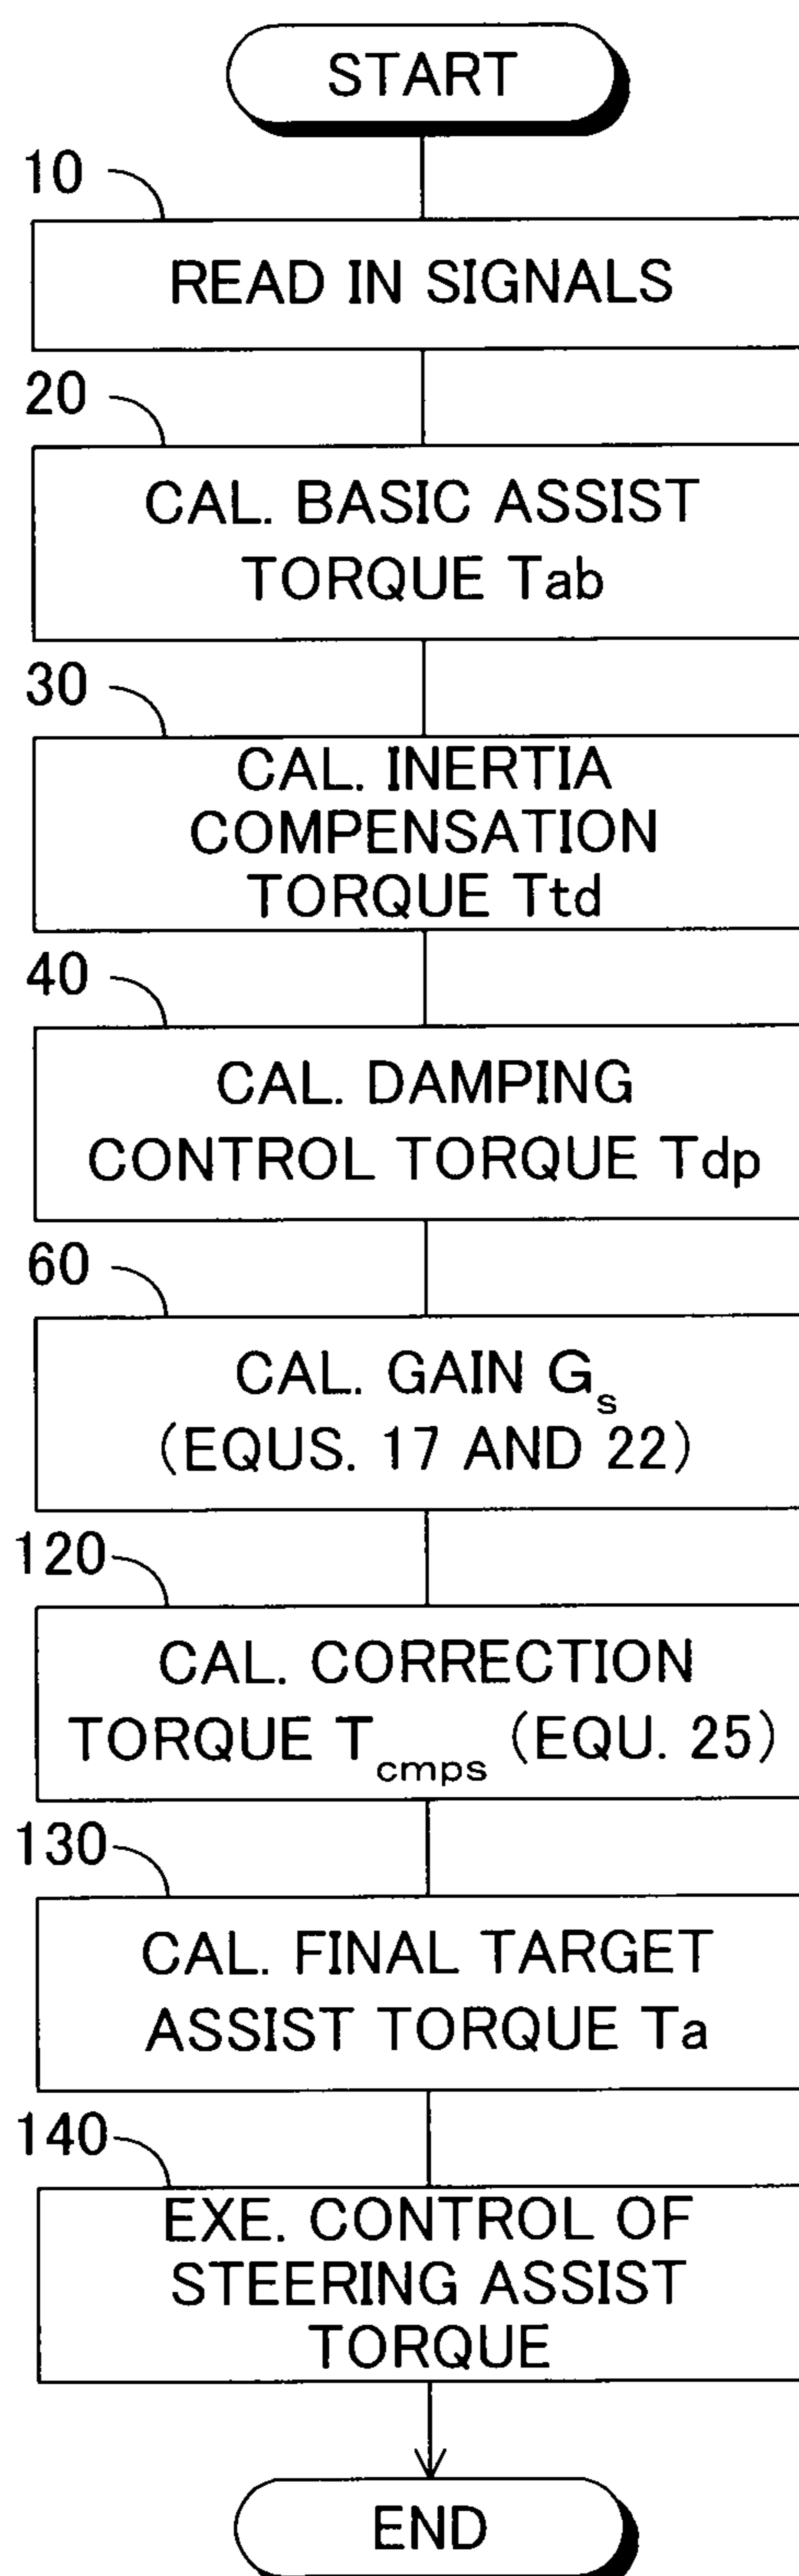 START
10
READ IN SIGNALS
20
CAL. BASIC ASSIST
TORQUE Tab
30
CAL. INERTIA
COMPENSATION
TORQUE Ttd
40
CAL. DAMPING
CONTROL TORQUE Tdp
60
CAL. GAIN Gs
(EQUS. 17 AND 22)
120
CAL. CORRECTION
TORQUE Tcmps (EQU. 25)
130
CAL. FINAL TARGET
ASSIST TORQUE Ta
140
EXE. CONTROL OF
STEERING ASSIST
TORQUE
END